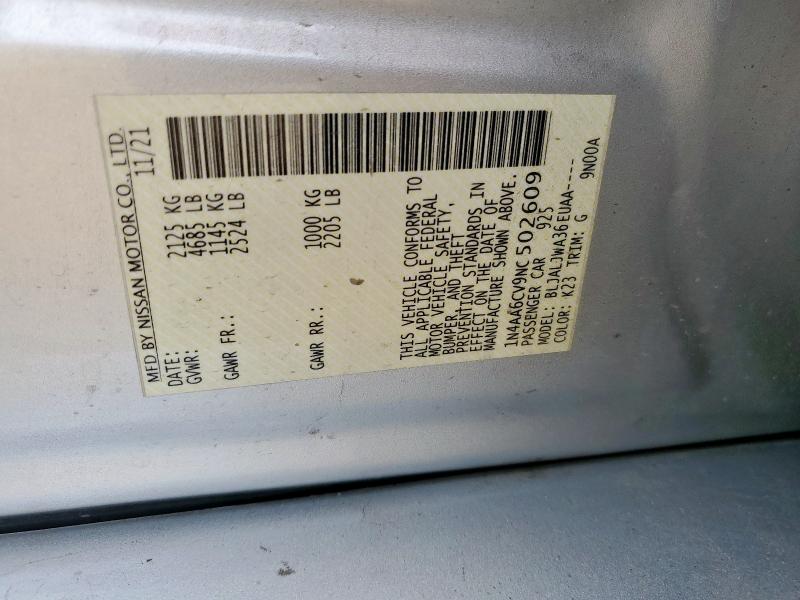 MFD BY NISSAN MOTOR CO., LTD.
DATE: 11/21
GVWR: 2125 KG
4685 LB
GAWR FR.: 1145 KG
2524 LB
GAWR RR.: 1000 KG
2205 LB
THIS VEHICLE CONFORMS TO
ALL APPLICABLE FEDERAL
MOTOR VEHICLE SAFETY,
BUMPER, AND THEFT
PREVENTION STANDARDS IN
EFFECT ON THE DATE OF
MANUFACTURE SHOWN ABOVE.
1N4AA6CV9NC502609
PASSENGER CAR 925
MODEL: BLJALJWA36EUAA----
COLOR: K23 TRIM: G 9N00A